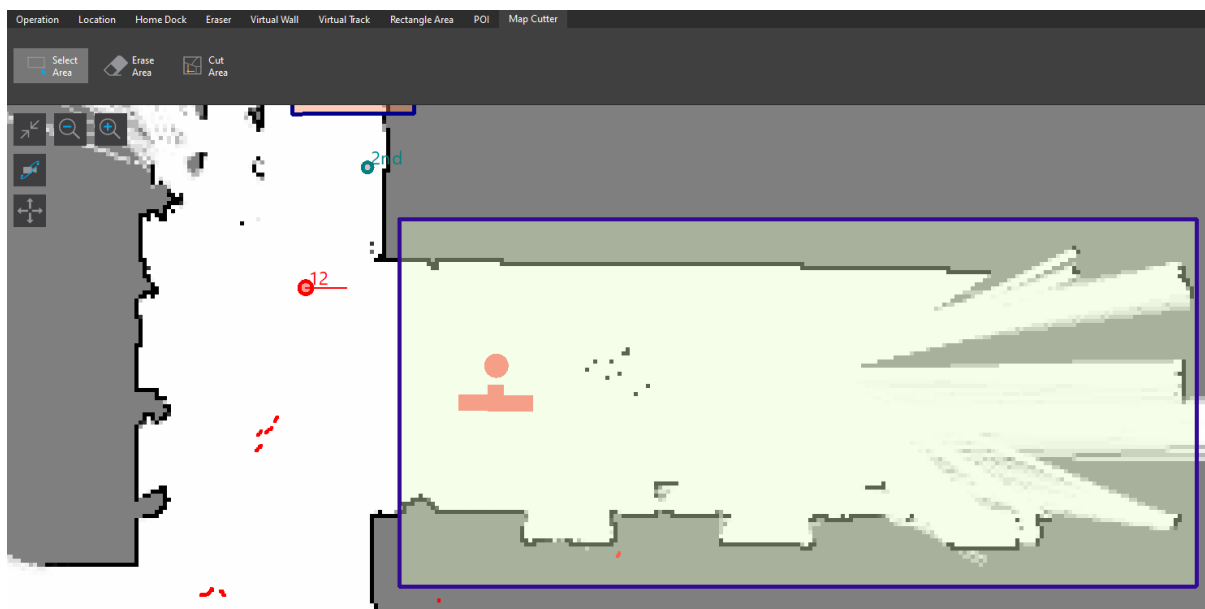 Operation Location Home Dock Eraser Virtual Wall Virtual Track Rectangle Area POI Map Cutter
Select Area
Erase Area
Cut Area
2nd
12